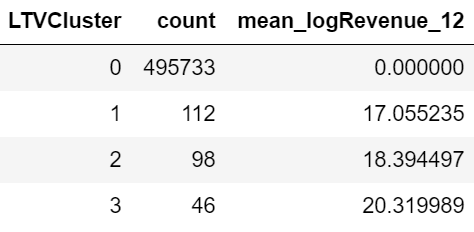 LTVCluster count mean_logRevenue_12
0 495733 0.000000
1 112 17.055235
2 98 18.394497
3 46 20.319989